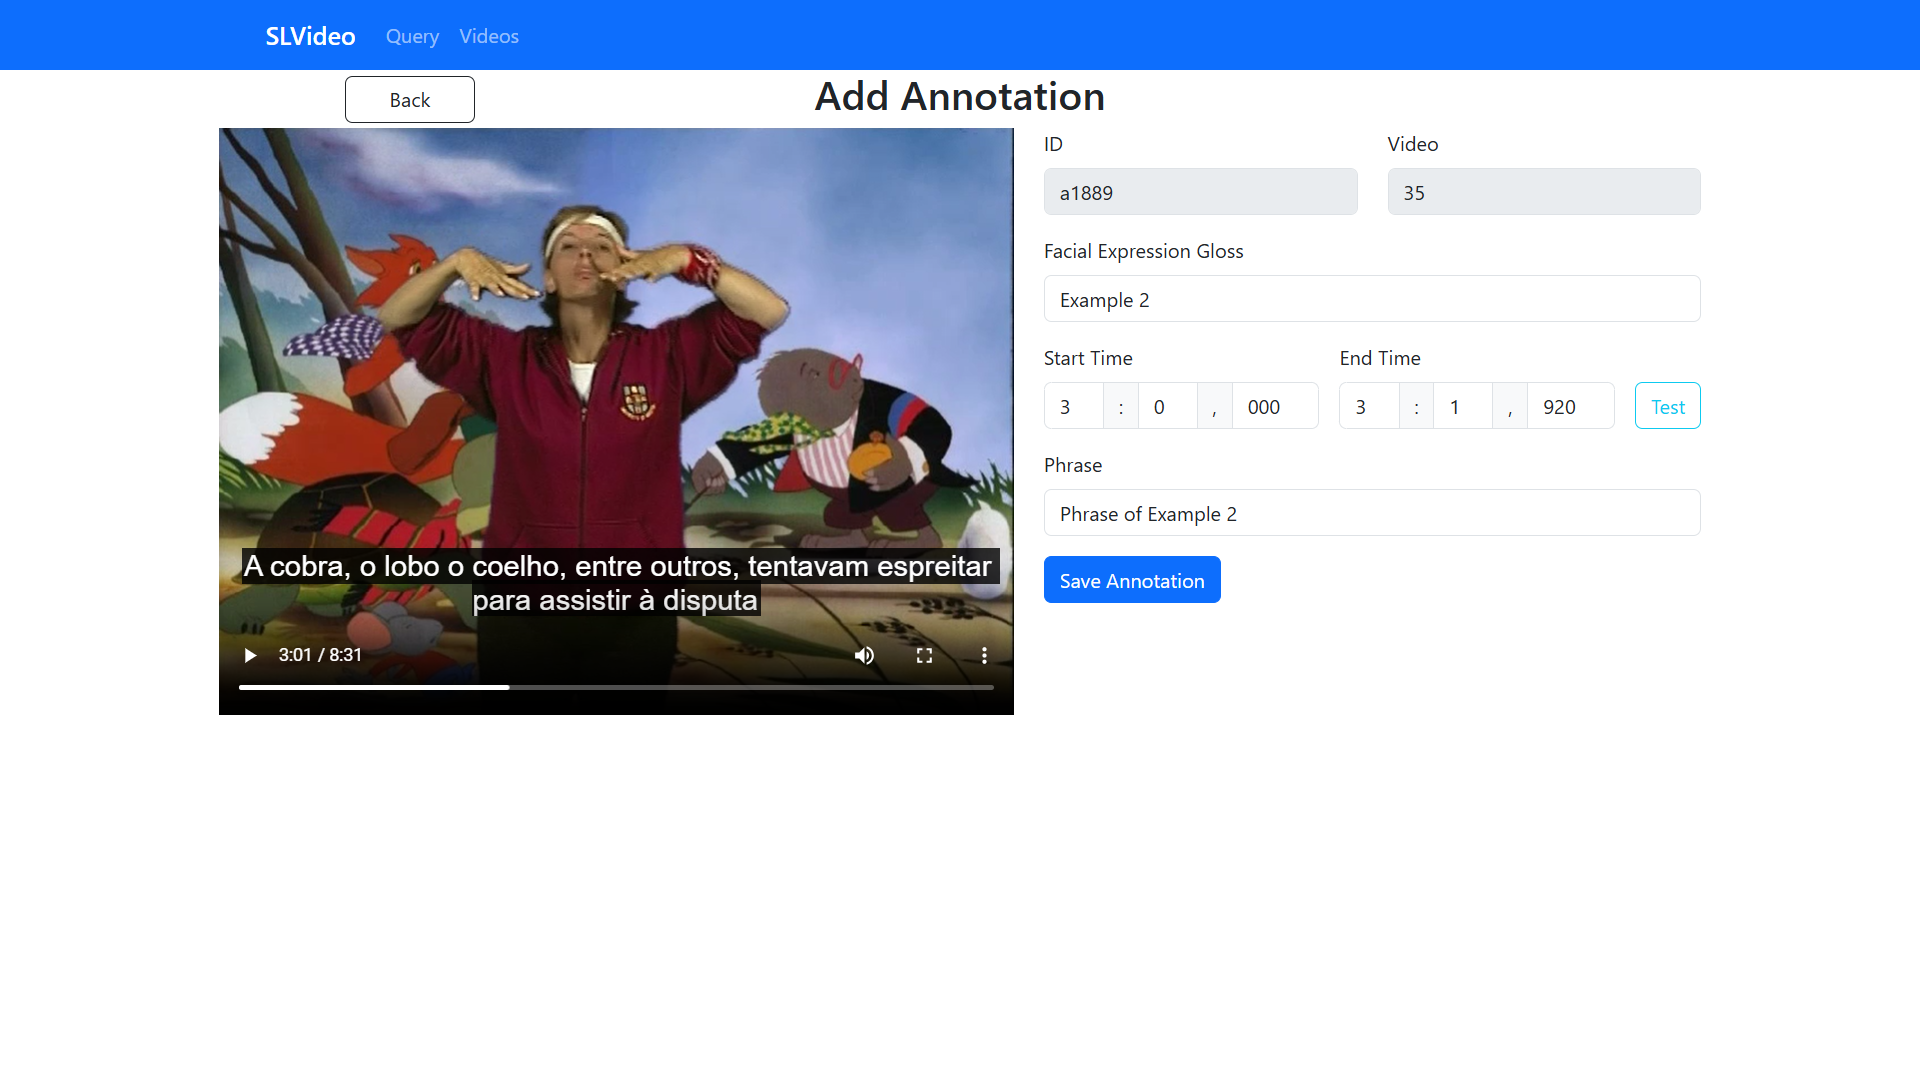 SLVideo Query Videos
Back
Add Annotation
A cobra, o lobo o coelho, entre outros, tentavam espreitar
para assistir à disputa
3:01 / 8:31
ID Video
a1889 35
Facial Expression Gloss
Example 2
Start Time End Time
3 : 0 , 000 3 : 1 , 920 Test
Phrase
Phrase of Example 2
Save Annotation